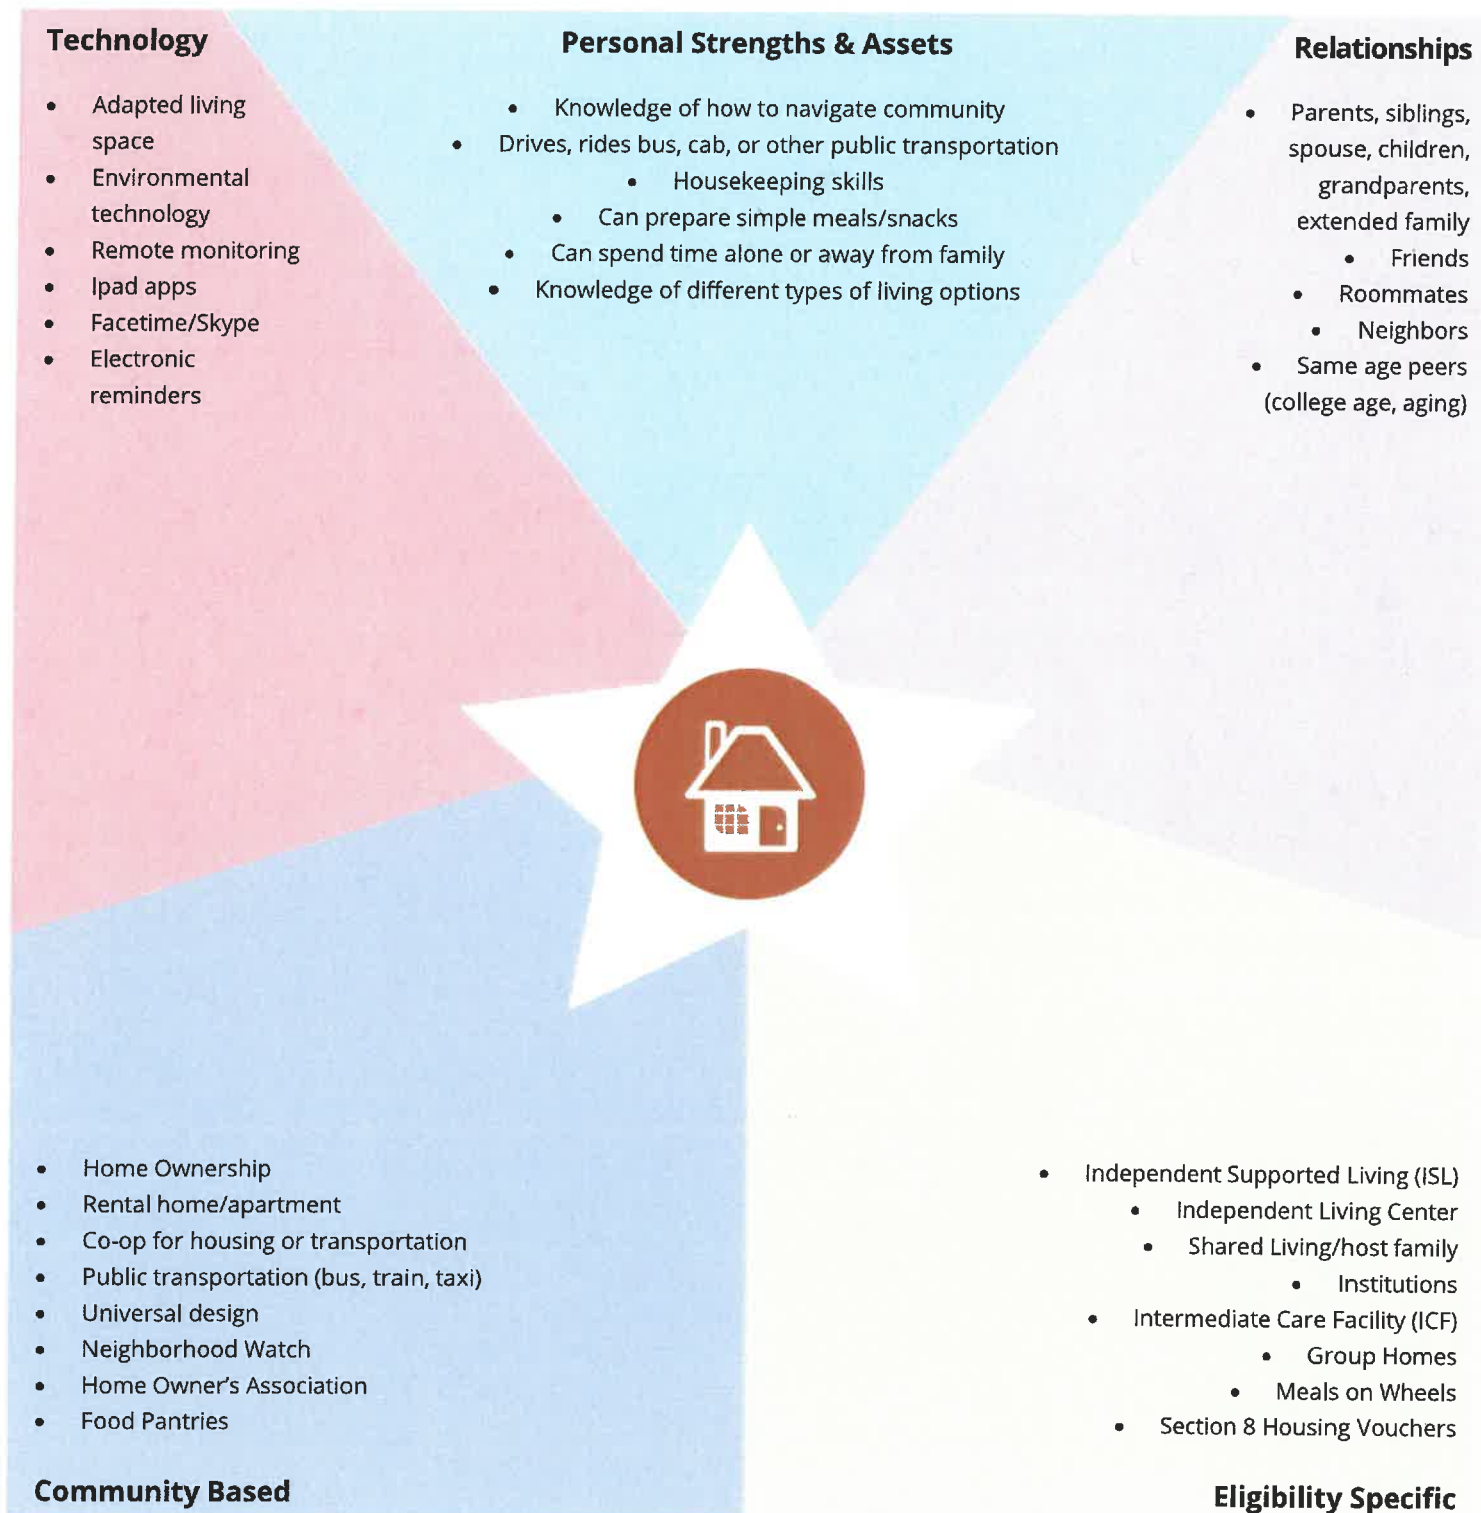 Technology
• Adapted living
space
• Environmental
technology
• Remote monitoring
• Ipad apps
• Facetime/Skype
• Electronic
reminders
Personal Strengths & Assets
• Knowledge of how to navigate community
• Drives, rides bus, cab, or other public transportation
• Housekeeping skills
• Can prepare simple meals/snacks
• Can spend time alone or away from family
• Knowledge of different types of living options
Relationships
• Parents, siblings,
spouse, children,
grandparents,
extended family
• Friends
• Roommates
• Neighbors
• Same age peers
(college age, aging)
• Home Ownership
• Rental home/apartment
• Co-op for housing or transportation
• Public transportation (bus, train, taxi)
• Universal design
• Neighborhood Watch
• Home Owner's Association
• Food Pantries
Community Based
• Independent Supported Living (ISL)
• Independent Living Center
• Shared Living/host family
• Institutions
• Intermediate Care Facility (ICF)
• Group Homes
• Meals on Wheels
• Section 8 Housing Vouchers
Eligibility Specific